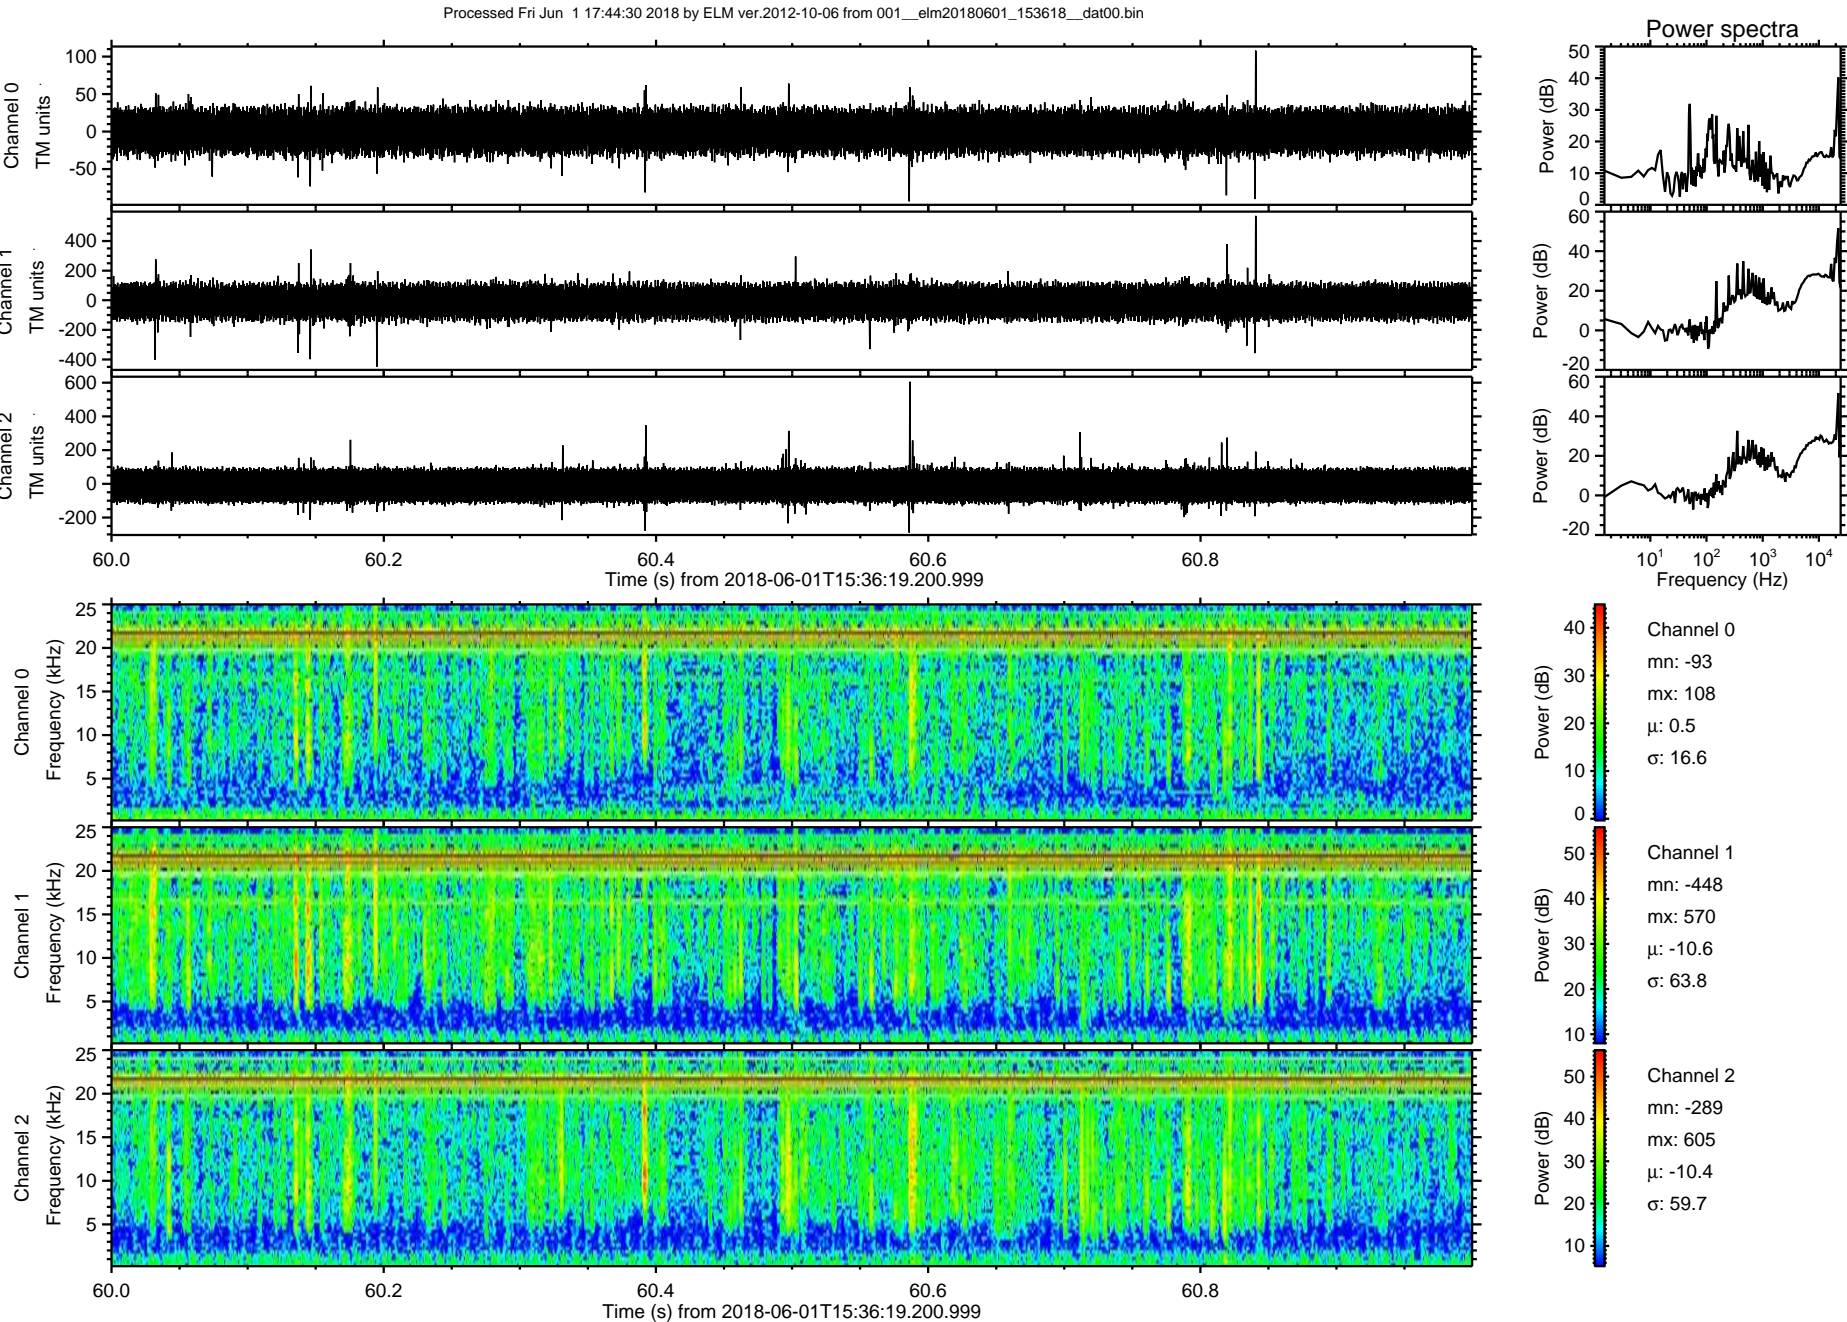 Processed Fri Jun  1 17:44:30 2018 by ELM ver.2012-10-06 from 001__elm20180601_153618__dat00.bin
Power spectra
Channel 0
TM units
100
50
0
-50
Power (dB)
50
40
30
20
10
0
Channel 1
TM units
400
200
0
-200
-400
Power (dB)
60
40
20
0
-20
Channel 2
TM units
600
400
200
0
-200
Power (dB)
60
40
20
0
-20
60.0 60.2 60.4 60.6 60.8
Time (s) from 2018-06-01T15:36:19.200.999
10¹ 10² 10³ 10⁴
Frequency (Hz)
Channel 0
Frequency (kHz)
25
20
15
10
5
Power (dB)
40
30
20
10
0
Channel 0
mn: -93
mx: 108
μ: 0.5
σ: 16.6
Channel 1
Frequency (kHz)
25
20
15
10
5
Power (dB)
50
40
30
20
10
Channel 1
mn: -448
mx: 570
μ: -10.6
σ: 63.8
Channel 2
Frequency (kHz)
25
20
15
10
5
Power (dB)
50
40
30
20
10
Channel 2
mn: -289
mx: 605
μ: -10.4
σ: 59.7
60.0 60.2 60.4 60.6 60.8
Time (s) from 2018-06-01T15:36:19.200.999